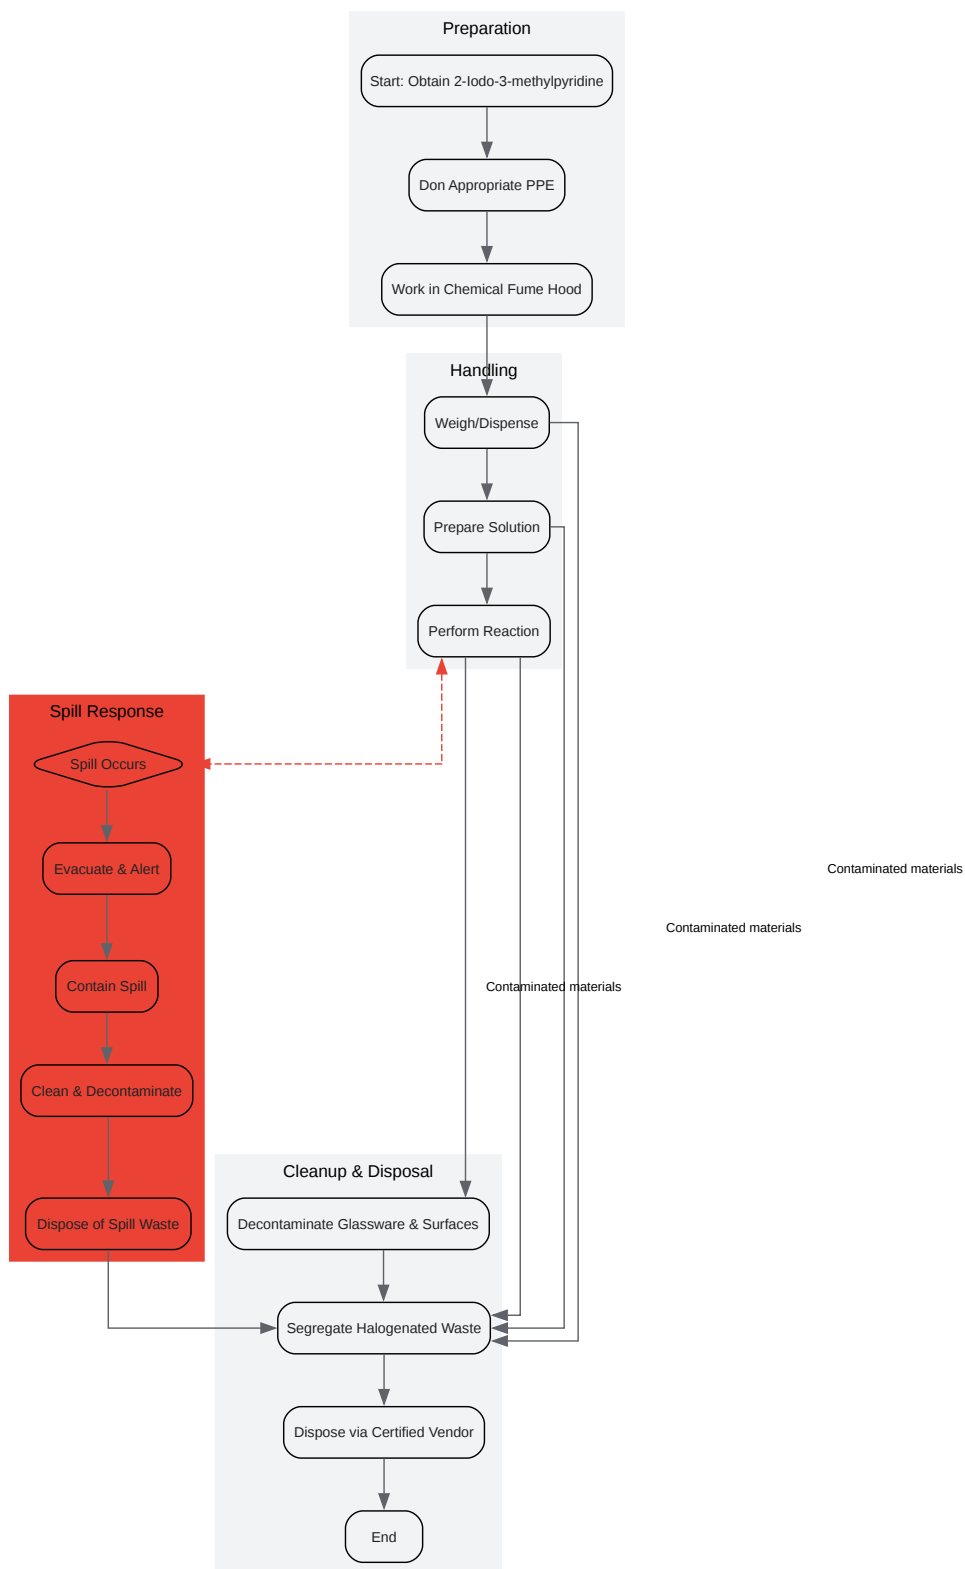 Preparation
Start: Obtain 2-Iodo-3-methylpyridine
Don Appropriate PPE
Work in Chemical Fume Hood
Handling
Weigh/Dispense
Prepare Solution
Perform Reaction
Spill Response
Spill Occurs
Evacuate & Alert
Contaminated materials
Contaminated materials
Contain Spill
Contaminated materials
Clean & Decontaminate
Cleanup & Disposal
Dispose of Spill Waste
Decontaminate Glassware & Surfaces
Segregate Halogenated Waste
Dispose via Certified Vendor
End